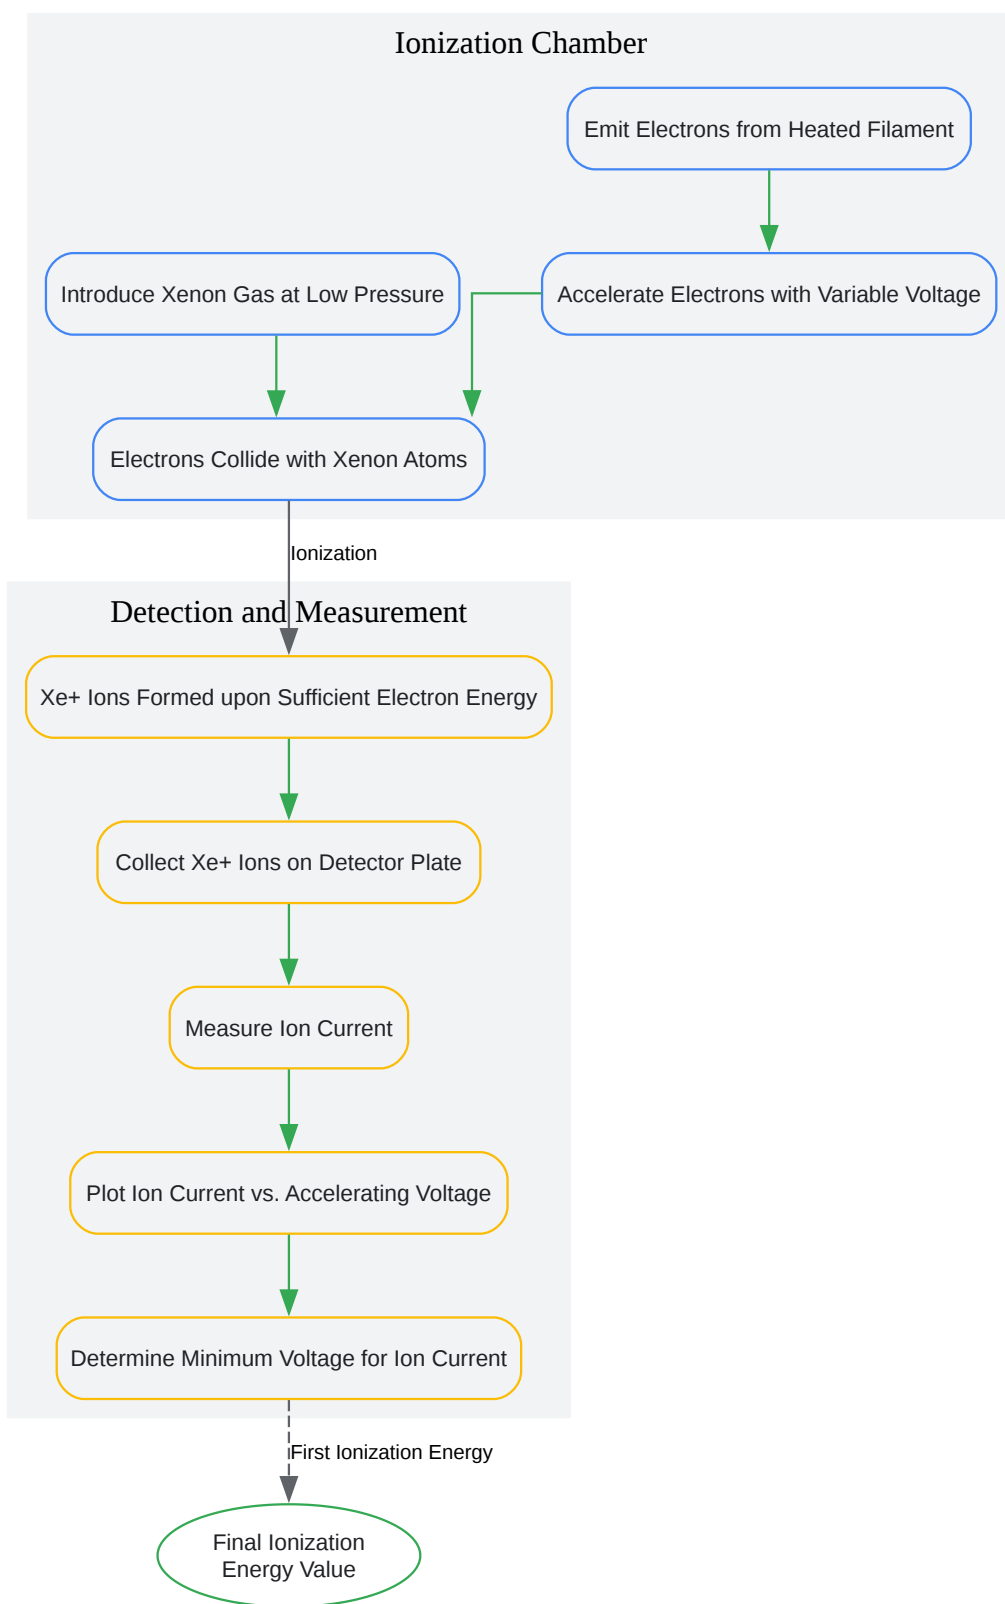 Ionization Chamber
Emit Electrons from Heated Filament
Introduce Xenon Gas at Low Pressure
Accelerate Electrons with Variable Voltage
Electrons Collide with Xenon Atoms
Ionization
Detection and Measurement
Xe+ Ions Formed upon Sufficient Electron Energy
Collect Xe+ Ions on Detector Plate
Measure Ion Current
Plot Ion Current vs. Accelerating Voltage
Determine Minimum Voltage for Ion Current
First Ionization Energy
Final Ionization
Energy Value